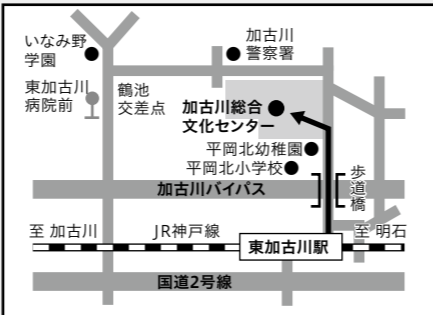 いなみ野
学園
加古川
警察署
東加古川
病院前
鶴池
交差点
加古川総合
文化センター
平岡北幼稚園
平岡北小学校
歩道橋
加古川バイパス
至 加古川
JR神戸線
東加古川駅
至 明石
国道2号線